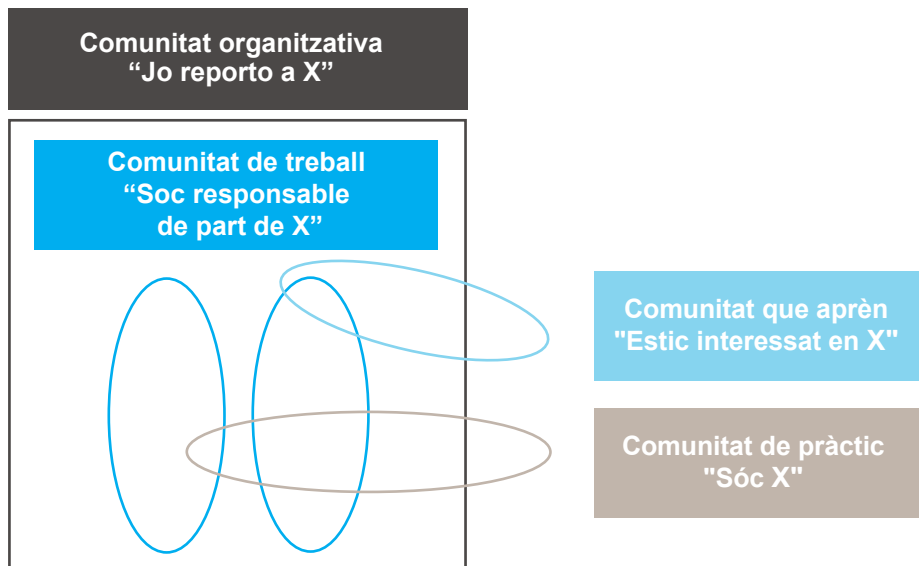 Comunitat organitzativa
“Jo reporto a X”
Comunitat de treball
“Soc responsable
de part de X”
Comunitat que aprèn
"Estic interessat en X"
Comunitat de pràctic
"Sóc X"